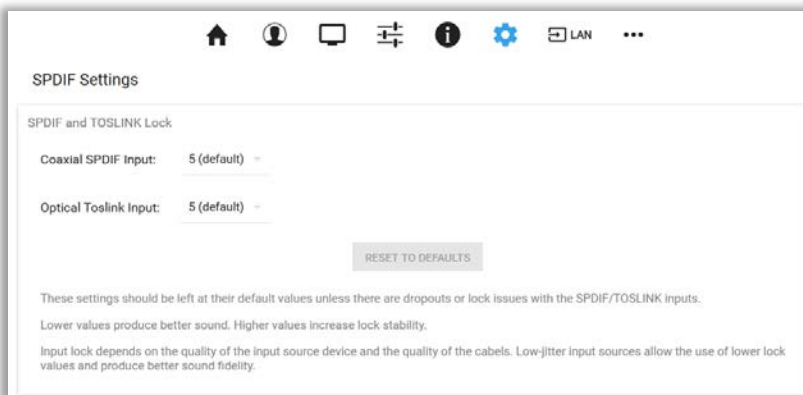 LAN
SPDIF Settings
SPDIF and TOSLINK Lock
Coaxial SPDIF Input: 5 (default)
Optical Toslink Input: 5 (default)
RESET TO DEFAULTS
These settings should be left at their default values unless there are dropouts or lock issues with the SPDIF/TOSLINK inputs.
Lower values produce better sound. Higher values increase lock stability.
Input lock depends on the quality of the input source device and the quality of the cabels. Low-jitter input sources allow the use of lower lock
values and produce better sound fidelity.